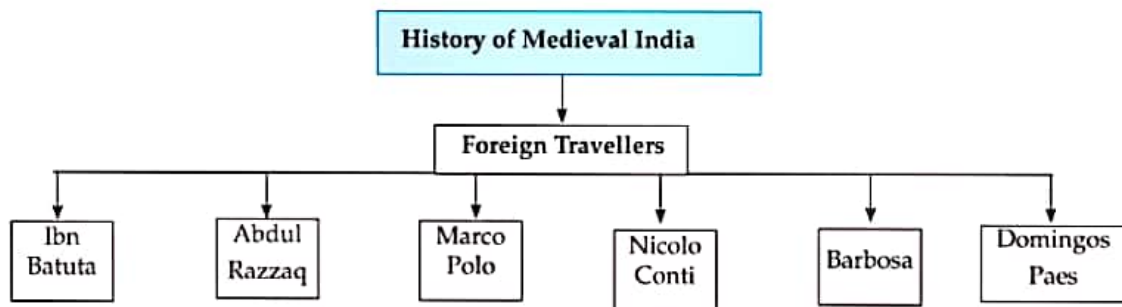 History of Medieval India
Foreign Travellers
Ibn
Batuta
Abdul
Razzaq
Marco
Polo
Nicolo
Conti
Barbosa
Domingos
Paes